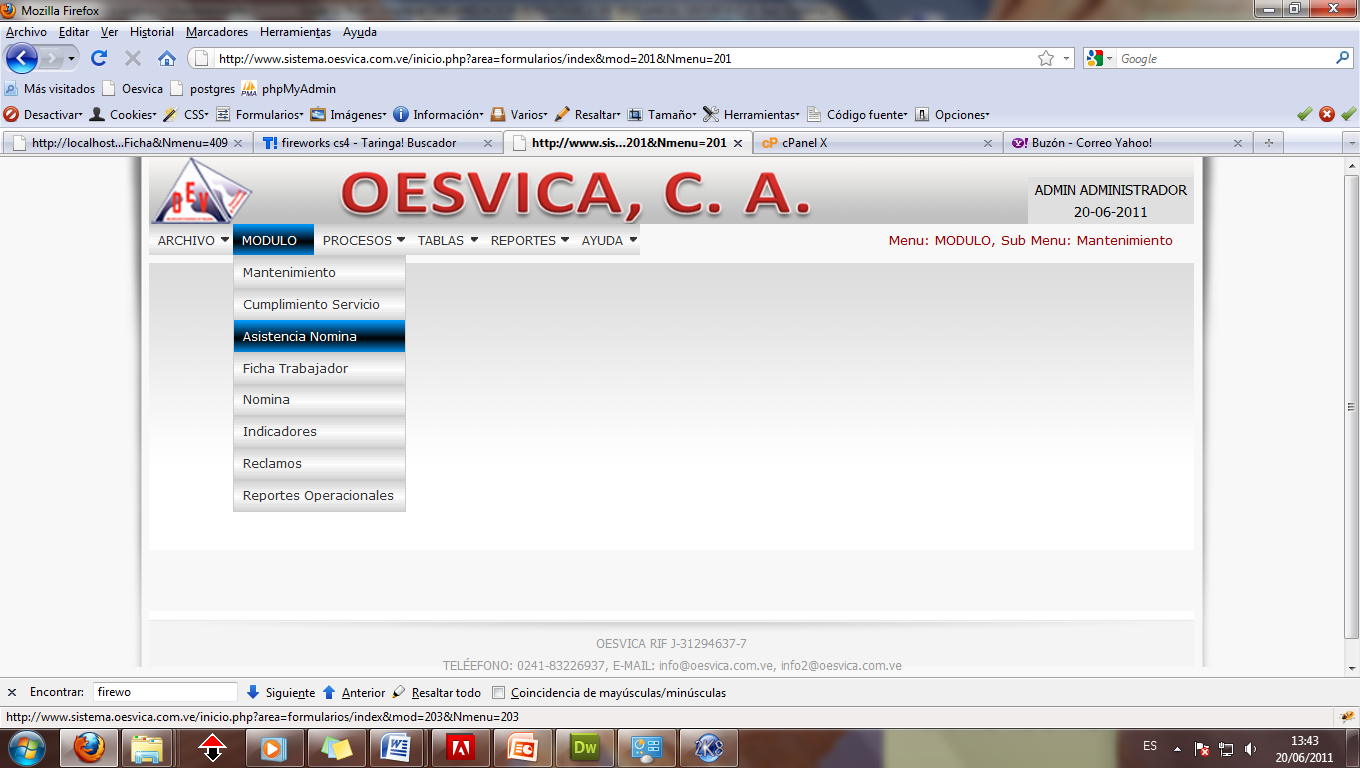 Mozilla Firefox
Archivo Editar Ver Historial Marcadores Herramientas Ayuda
http://www.sistema.oesvica.com.ve/inicio.php?area=formularios/index&mod=201&Nmenu=201 Google
Más visitados Oesvica postgres phpMyAdmin
Desactivar Cookies CSS Formularios Imágenes Información Varios Resaltar Tamaño Herramientas Código fuente Opciones
http://localhost...Ficha&Nmenu=409 fireworks cs4 - Taringa! Buscador http://www.sis...201&Nmenu=201 cPanel X Buzón - Correo Yahoo!
OESVICA, C. A.
ADMIN ADMINISTRADOR
20-06-2011
ARCHIVO MODULO PROCESOS TABLAS REPORTES AYUDA Menu: MODULO, Sub Menu: Mantenimiento
Mantenimiento
Cumplimiento Servicio
Asistencia Nomina
Ficha Trabajador
Nomina
Indicadores
Reclamos
Reportes Operacionales
OESVICA RIF J-31294637-7
TELÉEFONO: 0241-83226937, E-MAIL: info@oesvica.com.ve, info2@oesvica.com.ve
Encontrar: firewo Siguiente Anterior Resaltar todo Coincidencia de mayúsculas/minúsculas
http://www.sistema.oesvica.com.ve/inicio.php?area=formularios/index&mod=203&Nmenu=203
Dw ES 13:43
20/06/2011